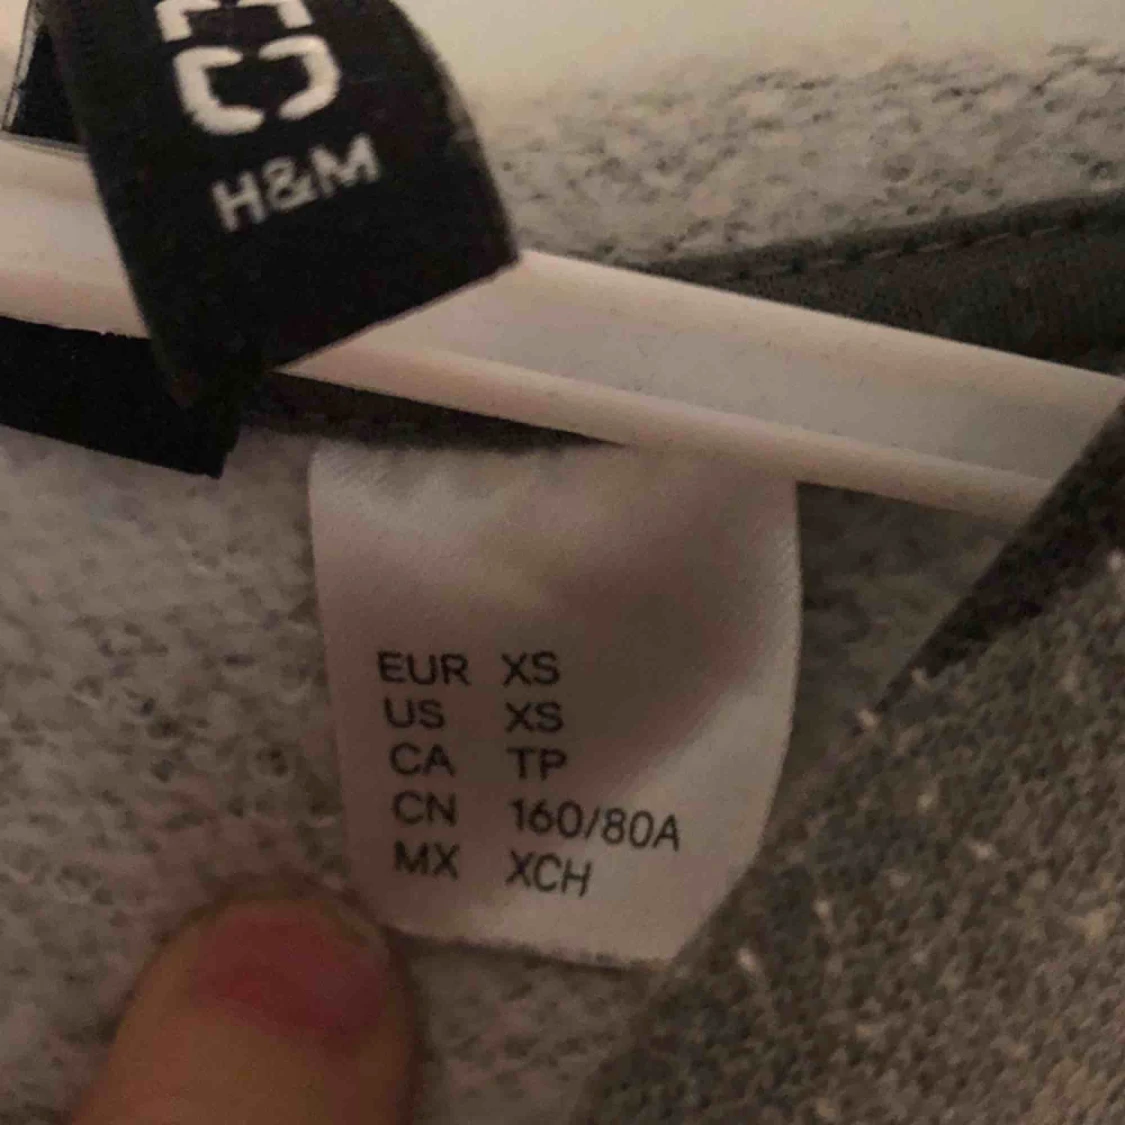 H&M
EUR XS
US XS
CA TP
CN 160/80A
MX XCH